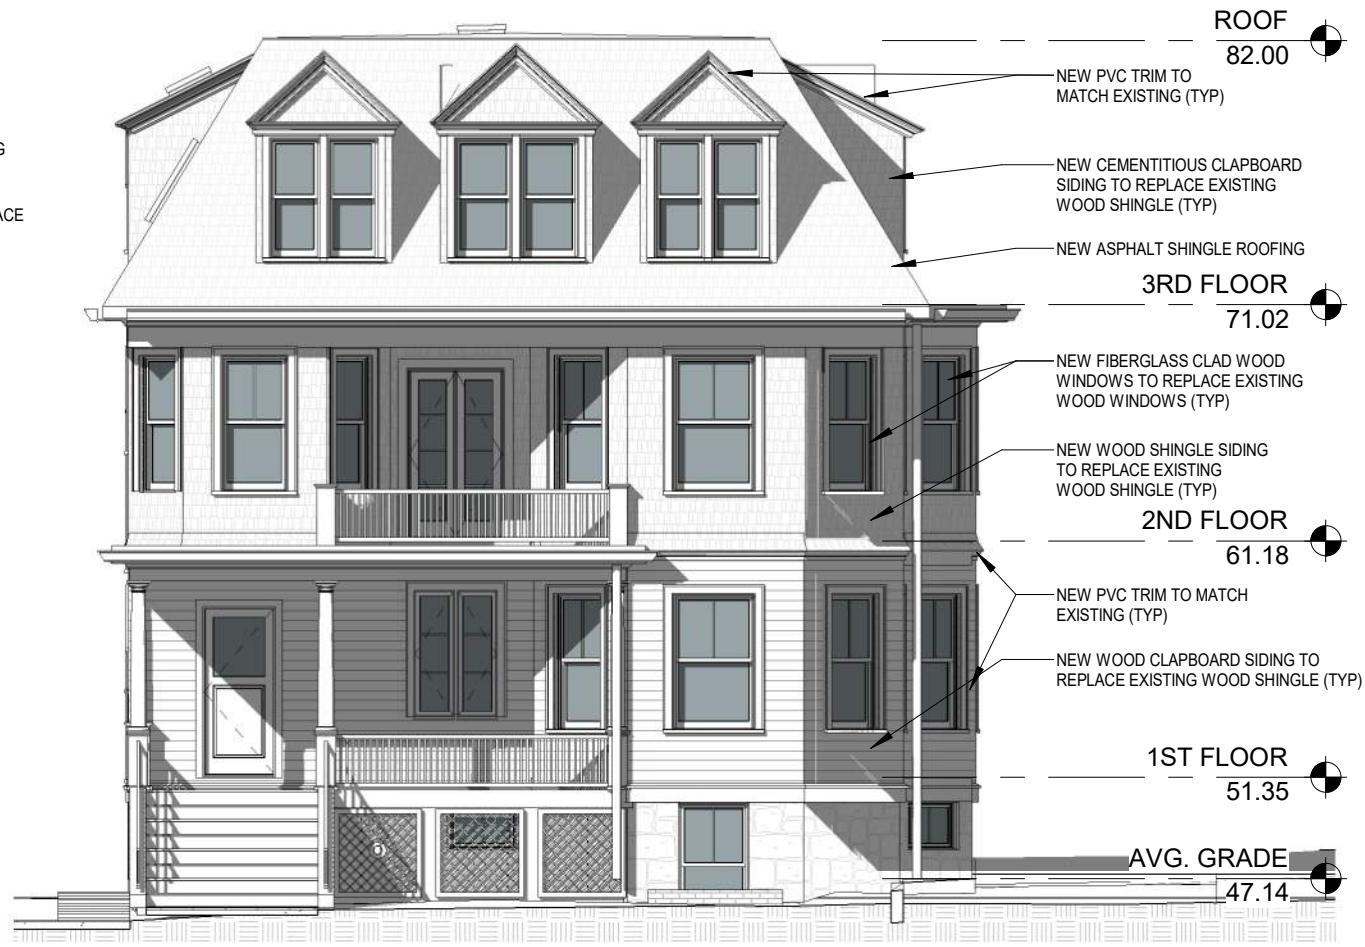 ROOF
82.00
NEW PVC TRIM TO
MATCH EXISTING (TYP)
G
ACE
NEW CEMENTITIOUS CLAPBOARD
SIDING TO REPLACE EXISTING
WOOD SHINGLE (TYP)
NEW ASPHALT SHINGLE ROOFING
3RD FLOOR
71.02
NEW FIBERGLASS CLAD WOOD
WINDOWS TO REPLACE EXISTING
WOOD WINDOWS (TYP)
NEW WOOD SHINGLE SIDING
TO REPLACE EXISTING
WOOD SHINGLE (TYP)
2ND FLOOR
61.18
NEW PVC TRIM TO MATCH
EXISTING (TYP)
NEW WOOD CLAPBOARD SIDING TO
REPLACE EXISTING WOOD SHINGLE (TYP)
1ST FLOOR
51.35
AVG. GRADE
47.14